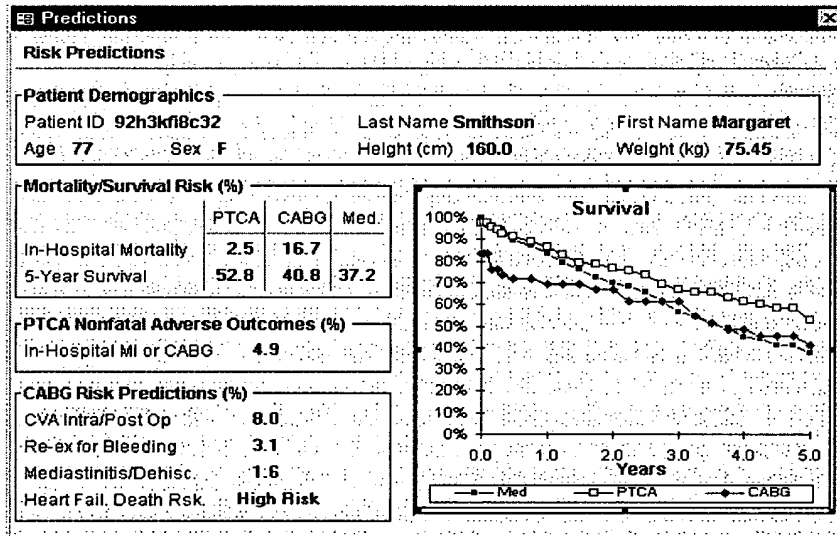 Predictions
Risk Predictions
Patient Demographics
Patient ID 92h3kfi8c32 Last Name Smithson First Name Margaret
Age 77 Sex F Height (cm) 160.0 Weight (kg) 75.45
Mortality/Survival Risk (%)
PTCA CABG Med.
In-Hospital Mortality 2.5 16.7
5-Year Survival 52.8 40.8 37.2
PTCA Nonfatal Adverse Outcomes (%)
In-Hospital MI or CABG 4.9
CABG Risk Predictions (%)
CVA Intra/Post Op 8.0
Re-ex for Bleeding 3.1
Mediastinitis/Dehisc. 1.6
Heart Fail. Death Rsk. High Risk
Survival
100%
90%
80%
70%
60%
50%
40%
30%
20%
10%
0%
0.0 1.0 2.0 3.0 4.0 5.0
Years
Med PTCA CABG